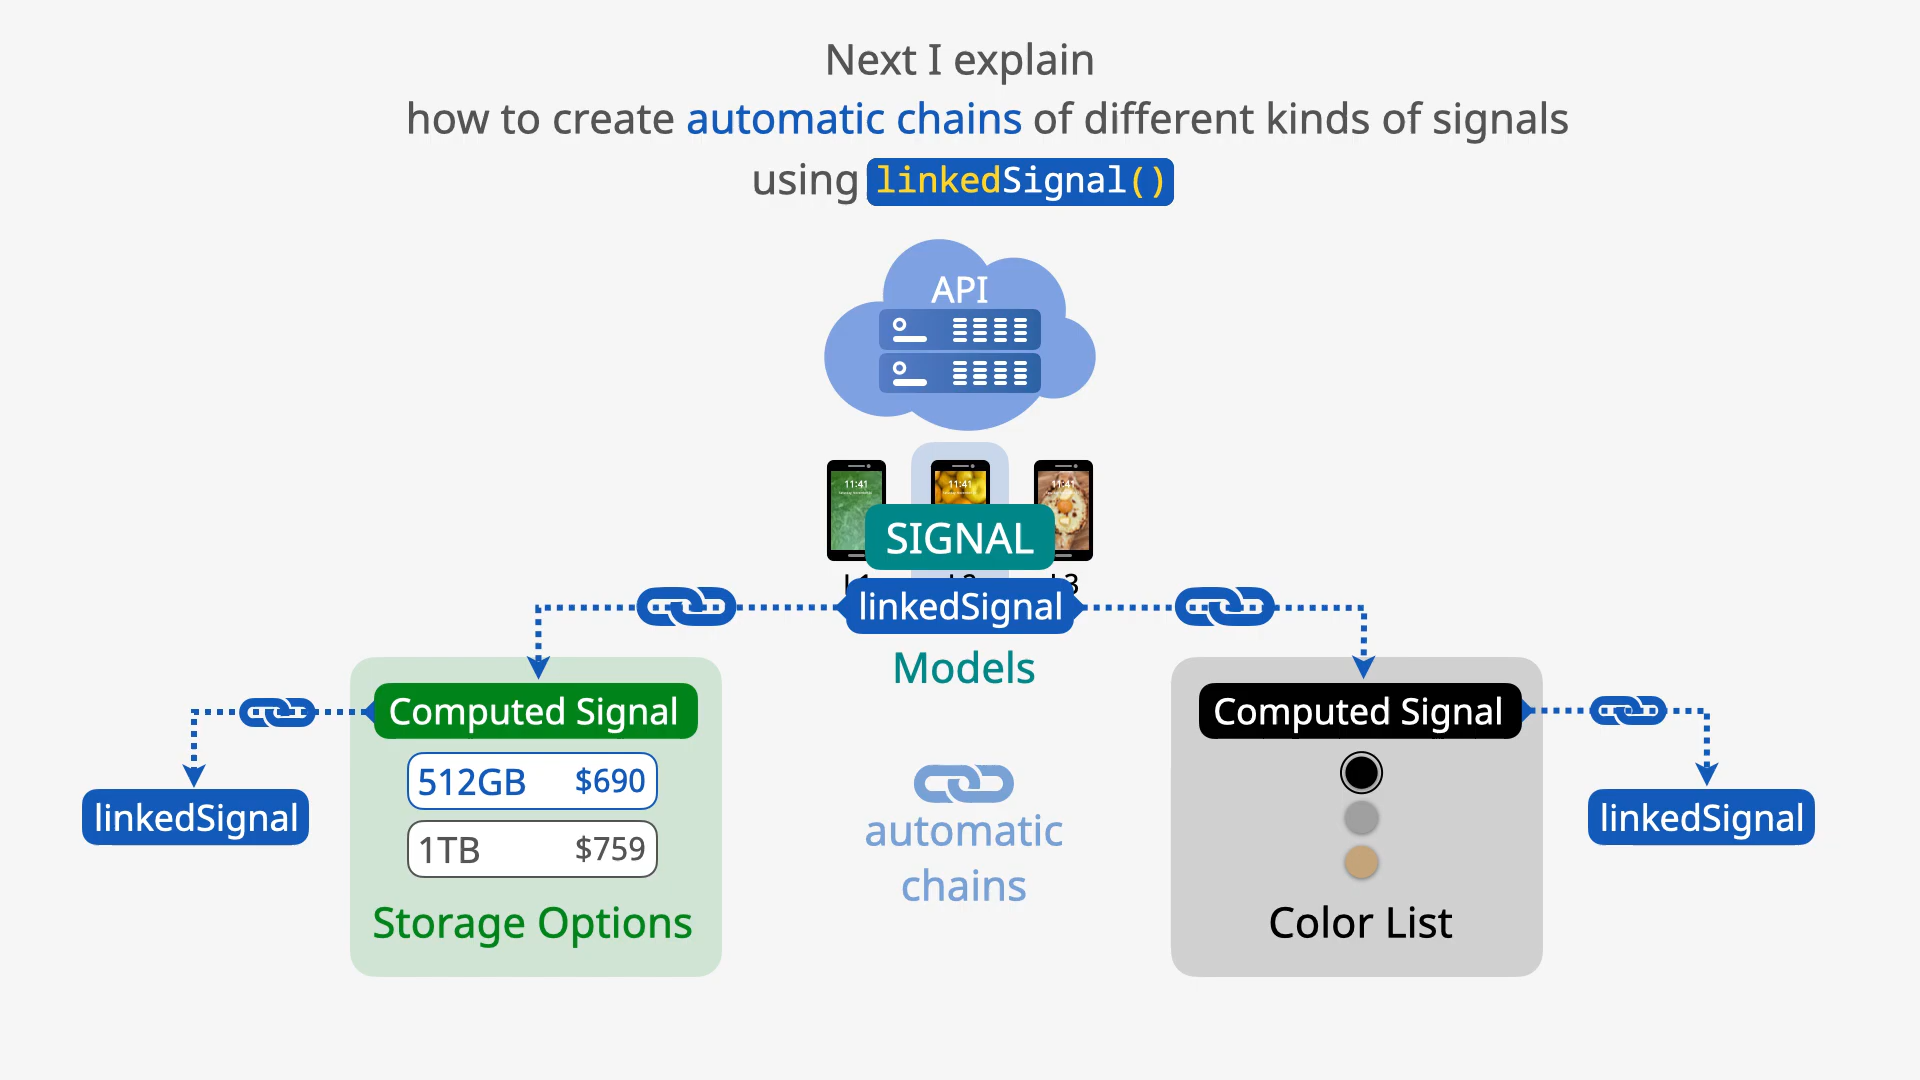 Next I explain
how to create automatic chains of different kinds of signals
using linkedSignal()
API
11:41
11:41
11:41
SIGNAL
linkedSignal
Models
Computed Signal
512GB $690
1TB $759
Storage Options
linkedSignal
automatic
chains
Computed Signal
Color List
linkedSignal